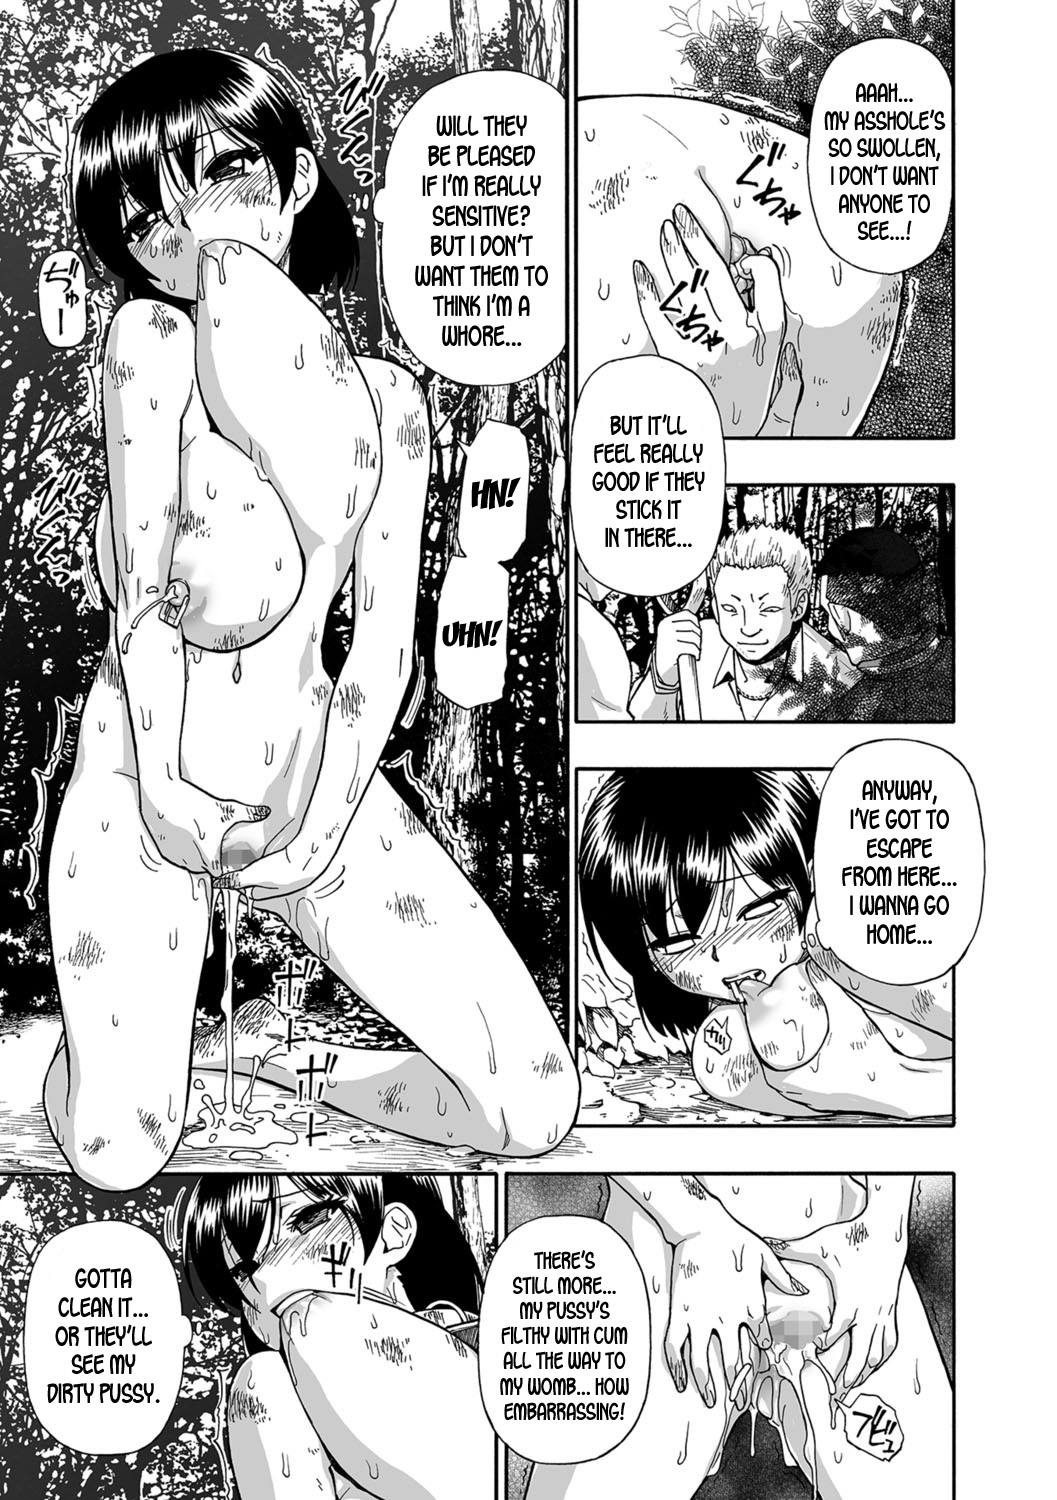 AAAH...
MY ASSHOLE'S
SO SWOLLEN,
I DON'T WANT
ANYONE TO
SEE...!
BUT IT'LL
FEEL REALLY
GOOD IF THEY
STICK IT
IN THERE...
WILL THEY
BE PLEASED
IF I'M REALLY
SENSITIVE?
BUT I DON'T
WANT THEM TO
THINK I'M A
WHORE...
HN!
UHN!
ANYWAY,
I'VE GOT TO
ESCAPE
FROM HERE...
I WANNA GO
HOME...
THERE'S
STILL MORE...
MY PUSSY'S
FILTHY WITH CUM
ALL THE WAY TO
MY WOMB... HOW
EMBARRASSING!
GOTTA
CLEAN IT...
OR THEY'LL
SEE MY
DIRTY PUSSY.